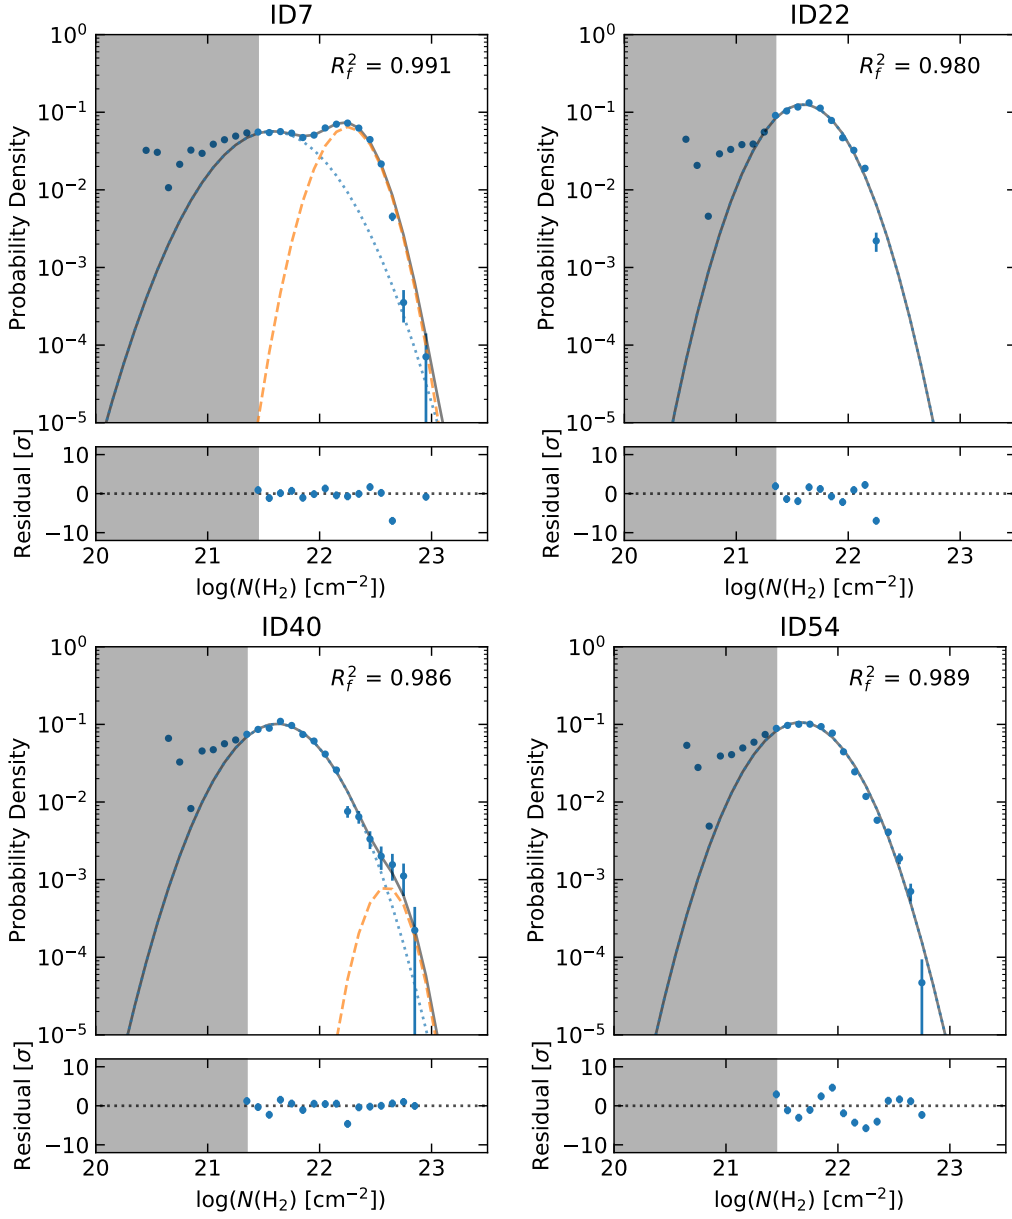 ID7
R_f^2 = 0.991
Probability Density
10^0
10^−1
10^−2
10^−3
10^−4
10^−5
Residual [σ]
10
0
−10
20 21 22 23
log(N(H₂) [cm⁻²])
ID22
R_f^2 = 0.980
Probability Density
10^0
10^−1
10^−2
10^−3
10^−4
10^−5
Residual [σ]
10
0
−10
20 21 22 23
log(N(H₂) [cm⁻²])
ID40
R_f^2 = 0.986
Probability Density
10^0
10^−1
10^−2
10^−3
10^−4
10^−5
Residual [σ]
10
0
−10
20 21 22 23
log(N(H₂) [cm⁻²])
ID54
R_f^2 = 0.989
Probability Density
10^0
10^−1
10^−2
10^−3
10^−4
10^−5
Residual [σ]
10
0
−10
20 21 22 23
log(N(H₂) [cm⁻²])